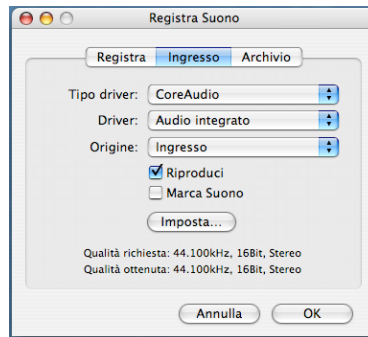 Registra Suono
Registra Ingresso Archivio
Tipo driver: CoreAudio
Driver: Audio integrato
Origine: Ingresso
Riproduci
Marca Suono
Imposta...
Qualità richiesta: 44.100kHz, 16Bit, Stereo
Qualità ottenuta: 44.100kHz, 16Bit, Stereo
Annulla OK